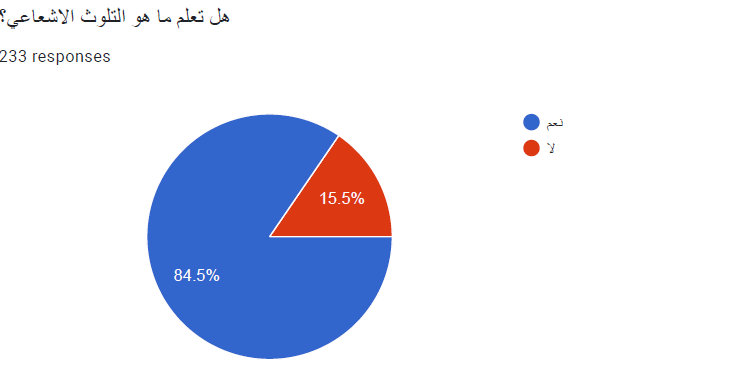 هل تعلم ما هو التلوث الاشعاعي؟
233 responses
نعم
لا
15.5%
84.5%